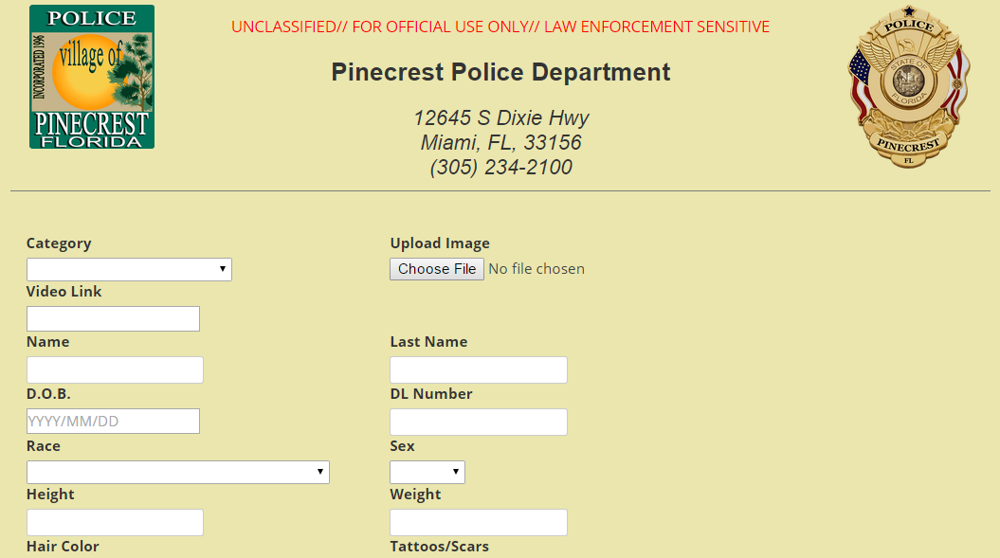 POLICE
INCORPORATED 1996
village of
PINECREST
FLORIDA
UNCLASSIFIED// FOR OFFICIAL USE ONLY// LAW ENFORCEMENT SENSITIVE
Pinecrest Police Department
12645 S Dixie Hwy
Miami, FL, 33156
(305) 234-2100
POLICE
STATE OF
FLORIDA
PINECREST
FL
Category
Upload Image
Choose File No file chosen
Video Link
Name
Last Name
D.O.B.
DL Number
YYYY/MM/DD
Race
Sex
Height
Weight
Hair Color
Tattoos/Scars